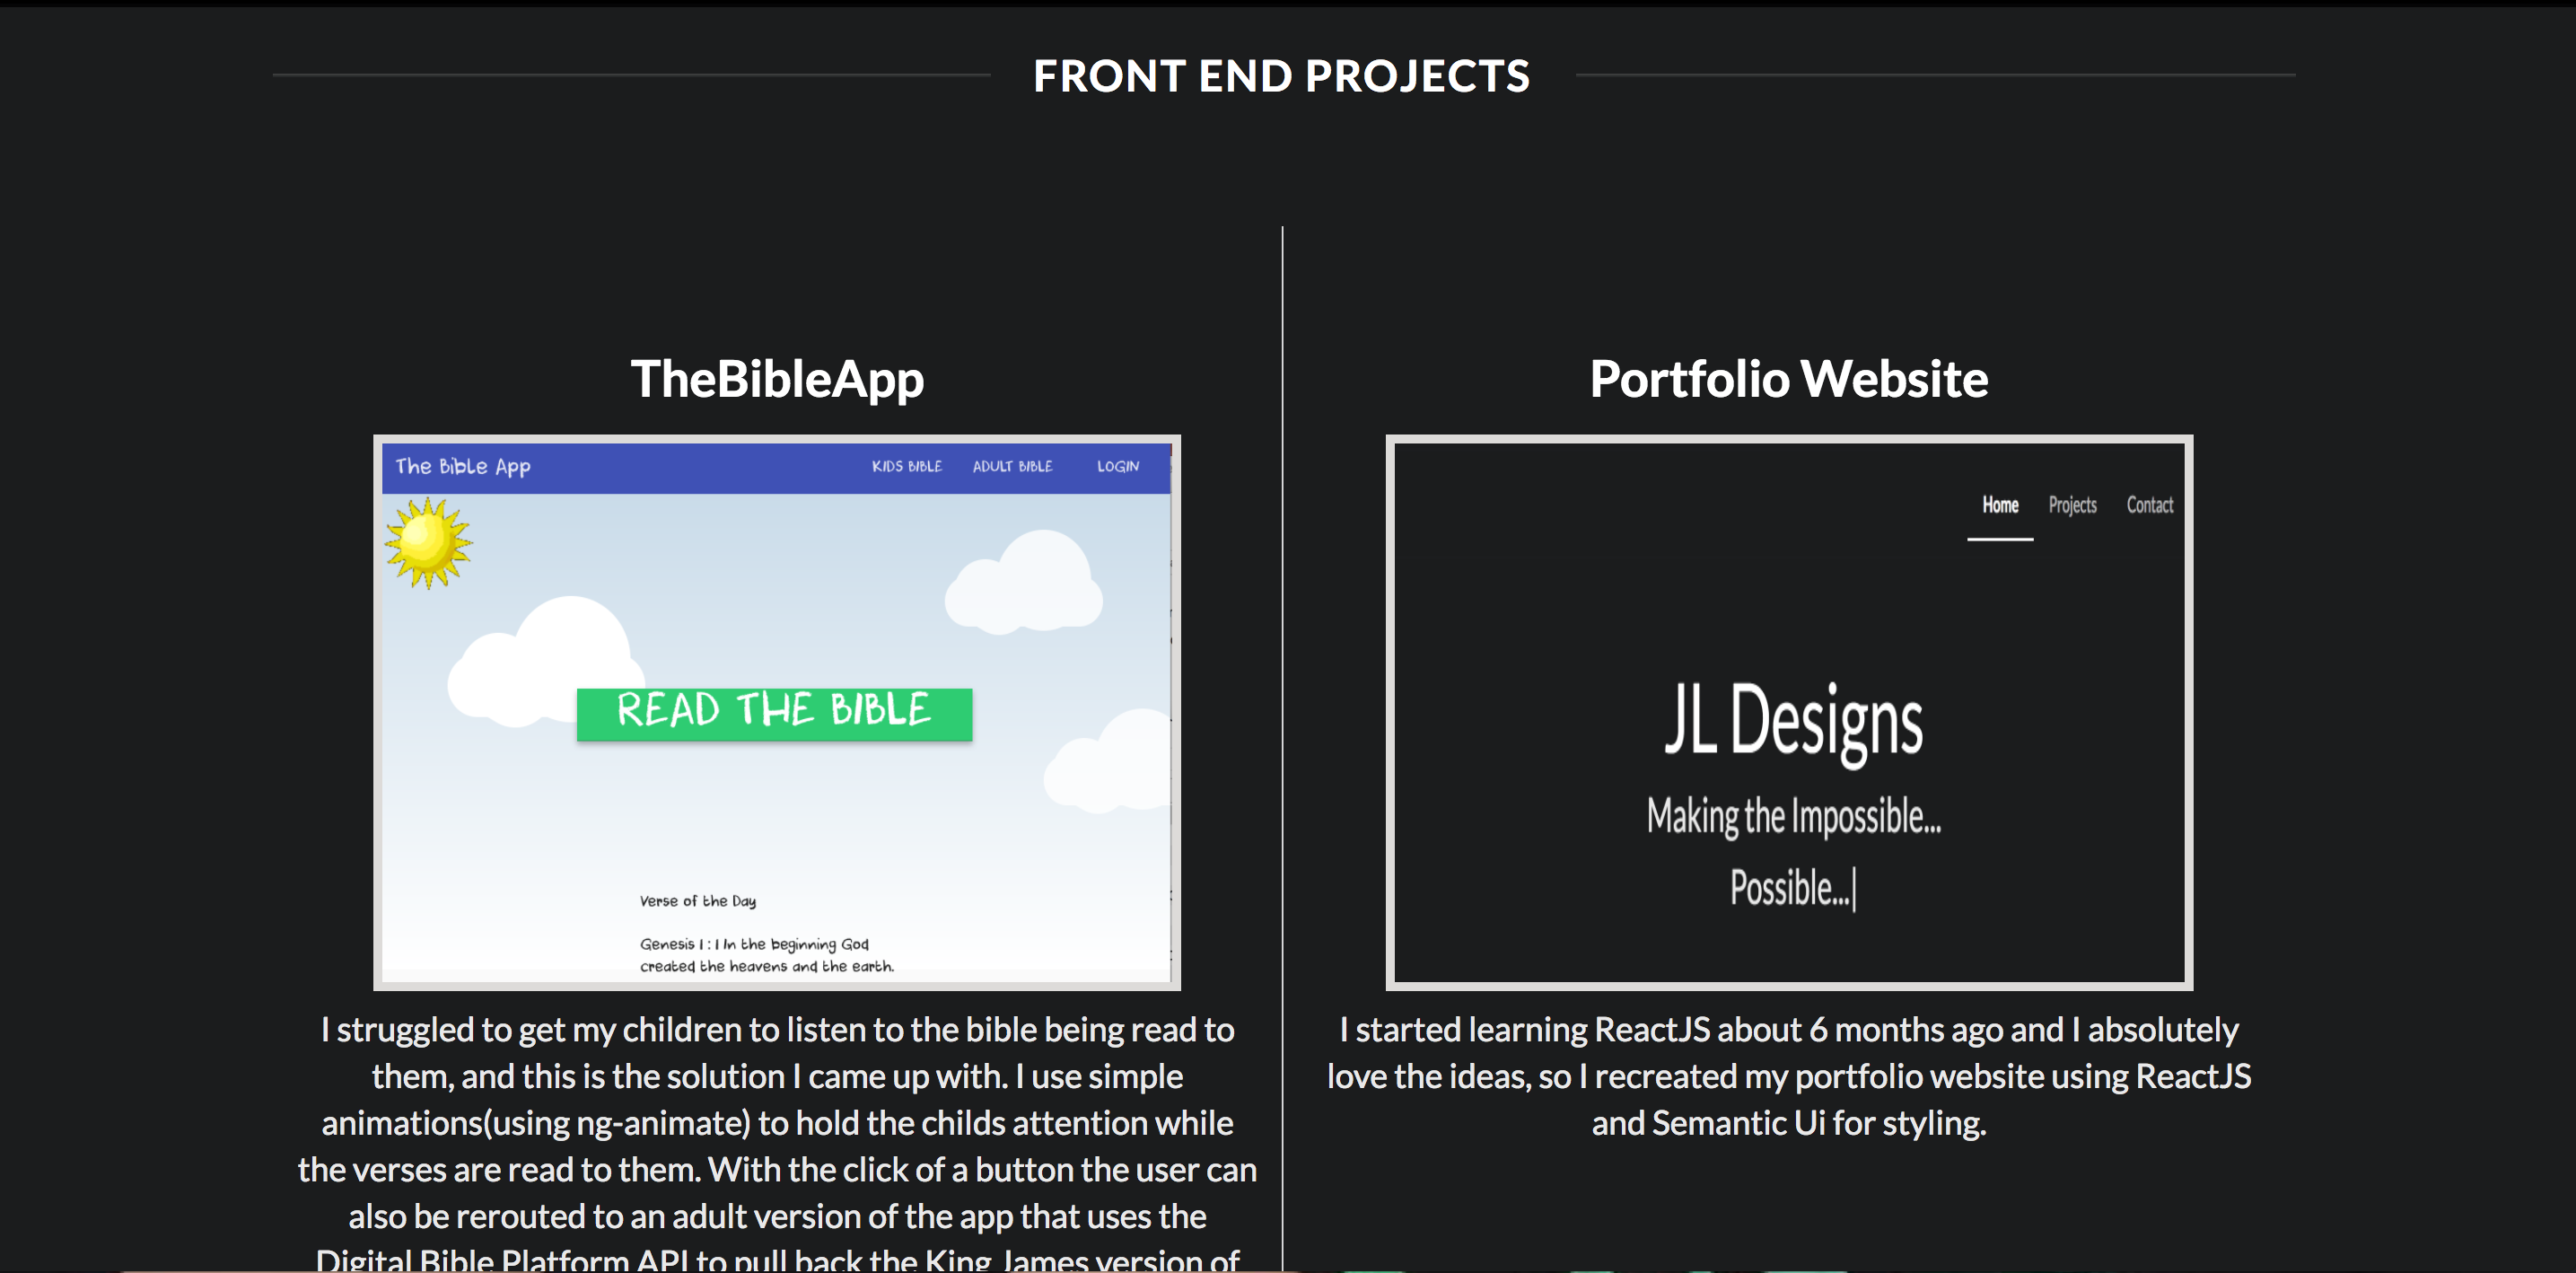 FRONT END PROJECTS
TheBibleApp
The Bible App
KIDS BIBLE
ADULT BIBLE
LOGIN
READ THE BIBLE
Verse of the Day
Genesis 1 : 1 In the beginning God
created the heavens and the earth.
I struggled to get my children to listen to the bible being read to
them, and this is the solution I came up with. I use simple
animations(using ng-animate) to hold the childs attention while
the verses are read to them. With the click of a button the user can
also be rerouted to an adult version of the app that uses the
Digital Bible Platform API to pull back the King James version of
Portfolio Website
Home
Projects
Contact
JL Designs
Making the Impossible...
Possible...|
I started learning ReactJS about 6 months ago and I absolutely
love the ideas, so I recreated my portfolio website using ReactJS
and Semantic Ui for styling.